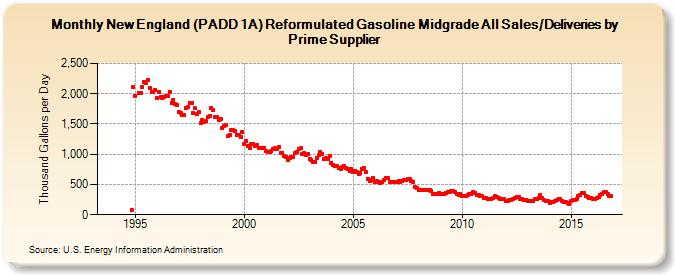 Monthly New England (PADD 1A) Reformulated Gasoline Midgrade All Sales/Deliveries by
Prime Supplier
Thousand Gallons per Day
2,500
2,000
1,500
1,000
500
0
1995
2000
2005
2010
2015
Source: U.S. Energy Information Administration